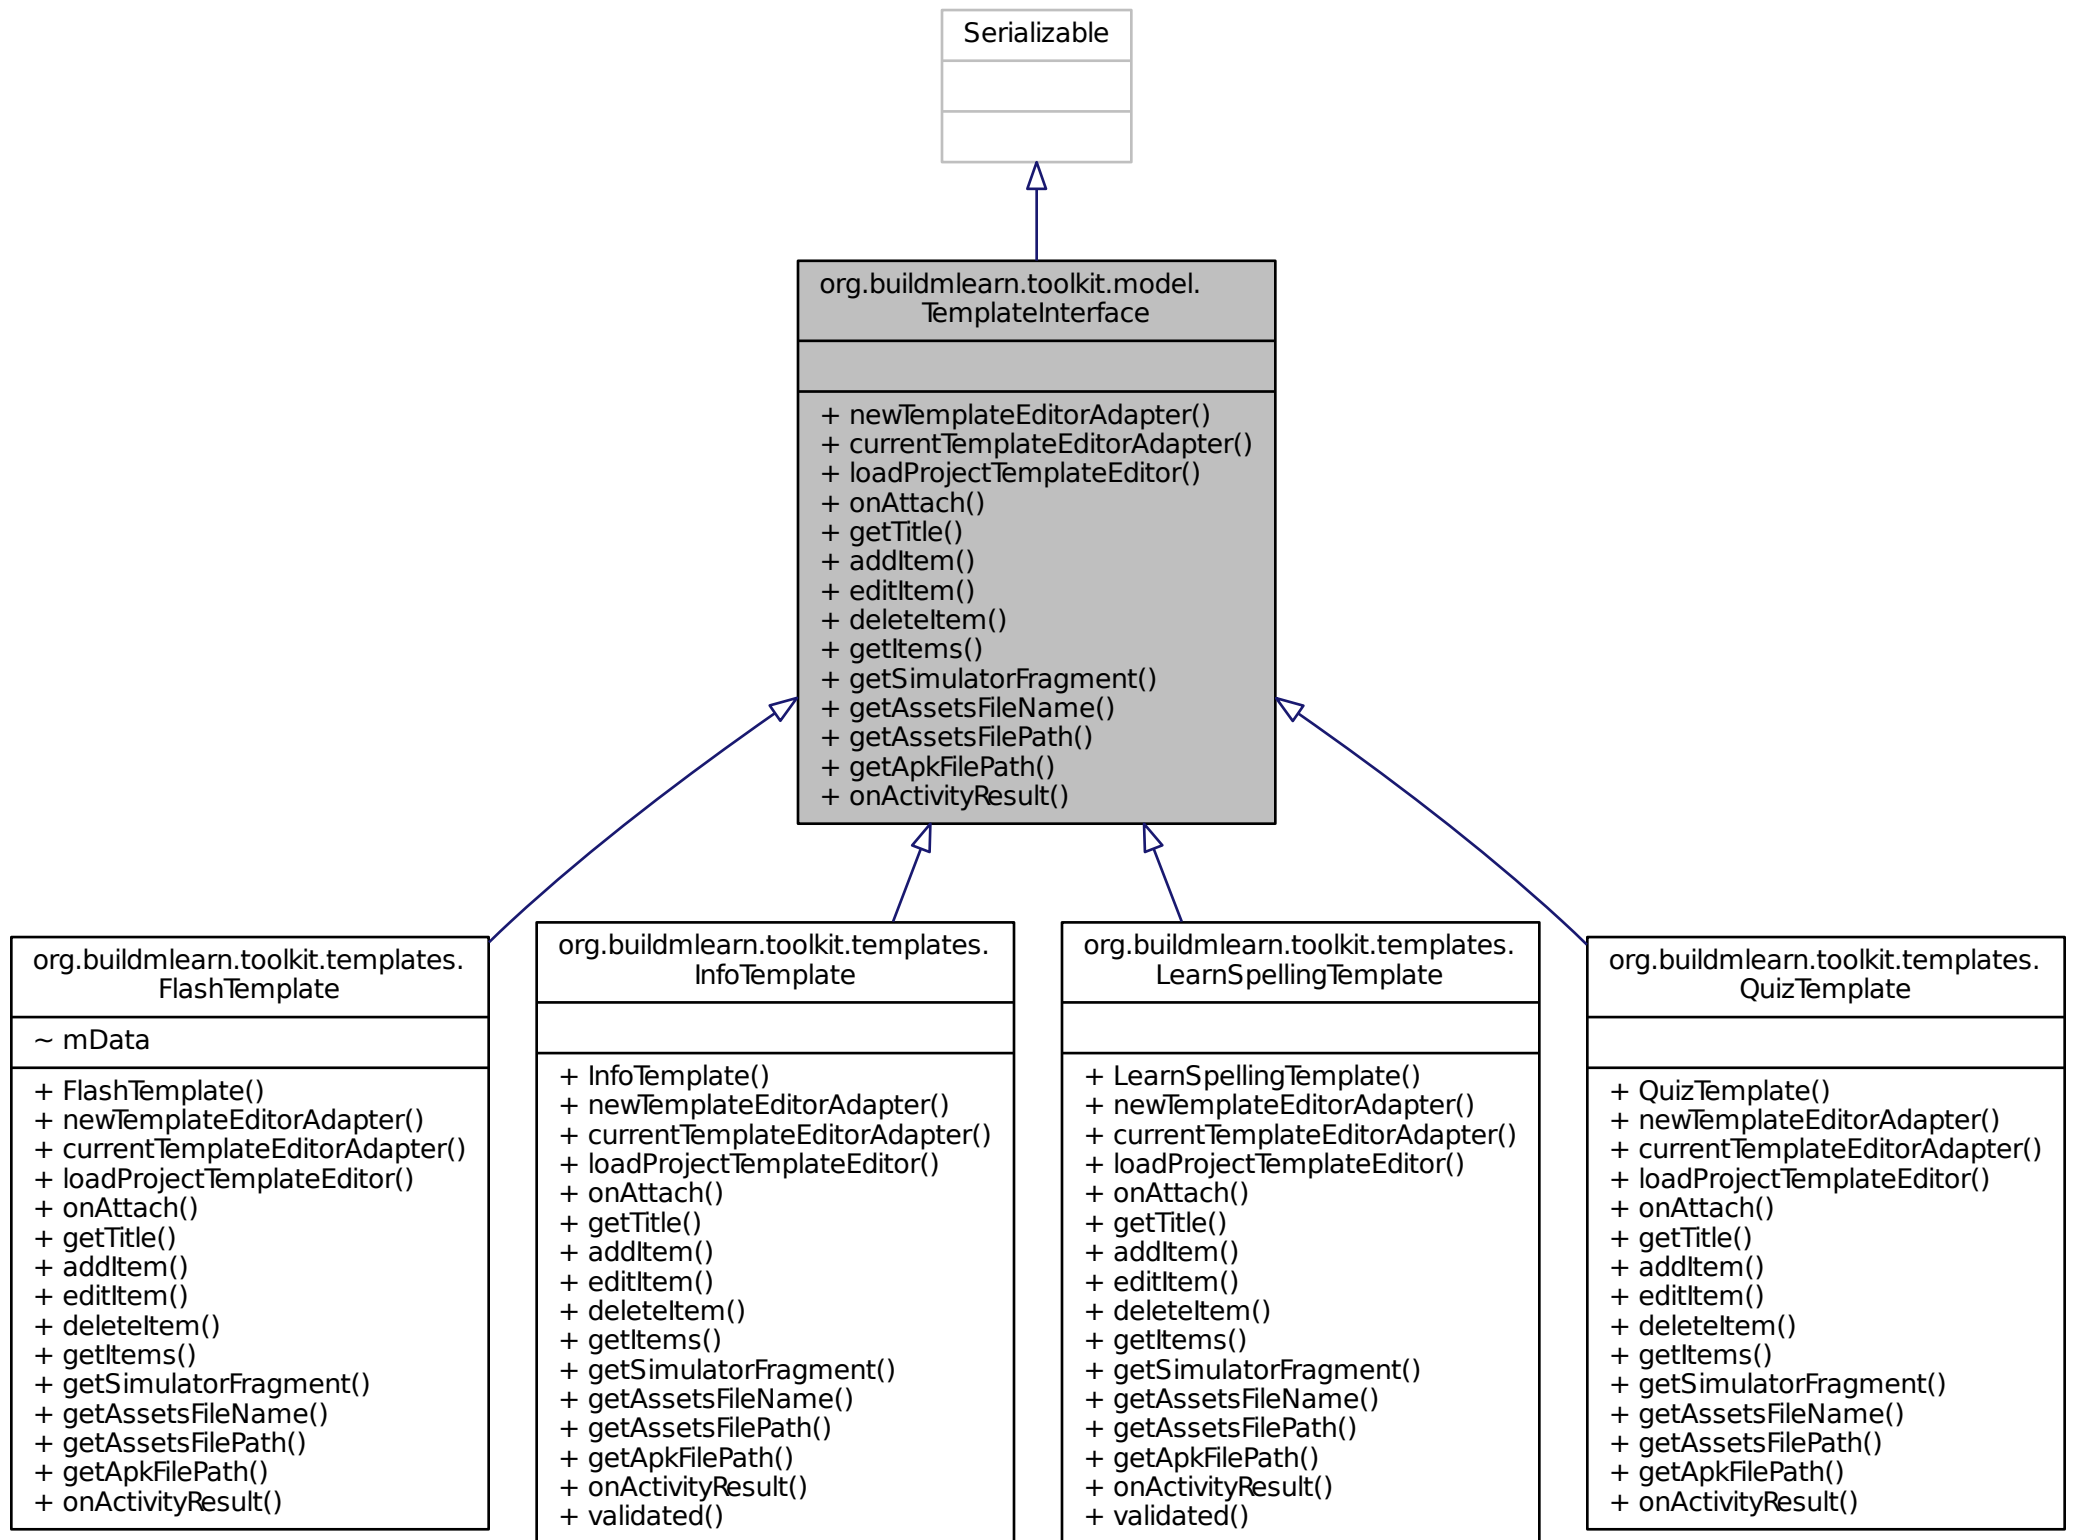 Serializable
org.buildmlearn.toolkit.model.
TemplateInterface
+ newTemplateEditorAdapter()
+ currentTemplateEditorAdapter()
+ loadProjectTemplateEditor()
+ onAttach()
+ getTitle()
+ addItem()
+ editItem()
+ deleteItem()
+ getItems()
+ getSimulatorFragment()
+ getAssetsFileName()
+ getAssetsFilePath()
+ getApkFilePath()
+ onActivityResult()
org.buildmlearn.toolkit.templates.
FlashTemplate
~ mData
+ FlashTemplate()
+ newTemplateEditorAdapter()
+ currentTemplateEditorAdapter()
+ loadProjectTemplateEditor()
+ onAttach()
+ getTitle()
+ addItem()
+ editItem()
+ deleteItem()
+ getItems()
+ getSimulatorFragment()
+ getAssetsFileName()
+ getAssetsFilePath()
+ getApkFilePath()
+ onActivityResult()
org.buildmlearn.toolkit.templates.
InfoTemplate
+ InfoTemplate()
+ newTemplateEditorAdapter()
+ currentTemplateEditorAdapter()
+ loadProjectTemplateEditor()
+ onAttach()
+ getTitle()
+ addItem()
+ editItem()
+ deleteItem()
+ getItems()
+ getSimulatorFragment()
+ getAssetsFileName()
+ getAssetsFilePath()
+ getApkFilePath()
+ onActivityResult()
+ validated()
org.buildmlearn.toolkit.templates.
LearnSpellingTemplate
+ LearnSpellingTemplate()
+ newTemplateEditorAdapter()
+ currentTemplateEditorAdapter()
+ loadProjectTemplateEditor()
+ onAttach()
+ getTitle()
+ addItem()
+ editItem()
+ deleteItem()
+ getItems()
+ getSimulatorFragment()
+ getAssetsFileName()
+ getAssetsFilePath()
+ getApkFilePath()
+ onActivityResult()
+ validated()
org.buildmlearn.toolkit.templates.
QuizTemplate
+ QuizTemplate()
+ newTemplateEditorAdapter()
+ currentTemplateEditorAdapter()
+ loadProjectTemplateEditor()
+ onAttach()
+ getTitle()
+ addItem()
+ editItem()
+ deleteItem()
+ getItems()
+ getSimulatorFragment()
+ getAssetsFileName()
+ getAssetsFilePath()
+ getApkFilePath()
+ onActivityResult()